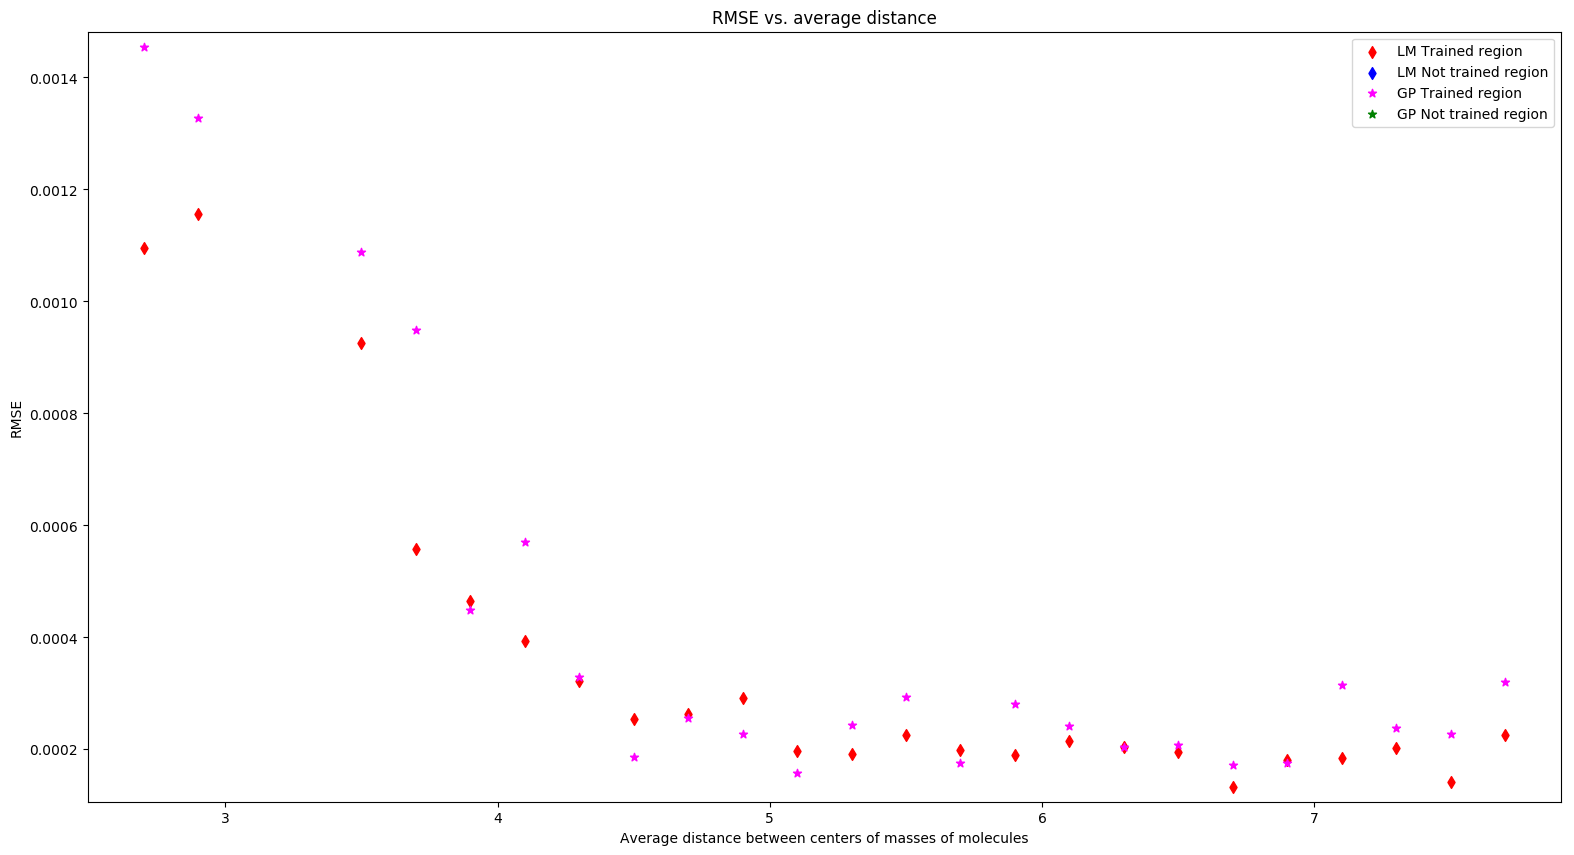 RMSE vs. average distance
LM Trained region
LM Not trained region
GP Trained region
GP Not trained region
RMSE
0.0014
0.0012
0.0010
0.0008
0.0006
0.0004
0.0002
3 4 5 6 7
Average distance between centers of masses of molecules